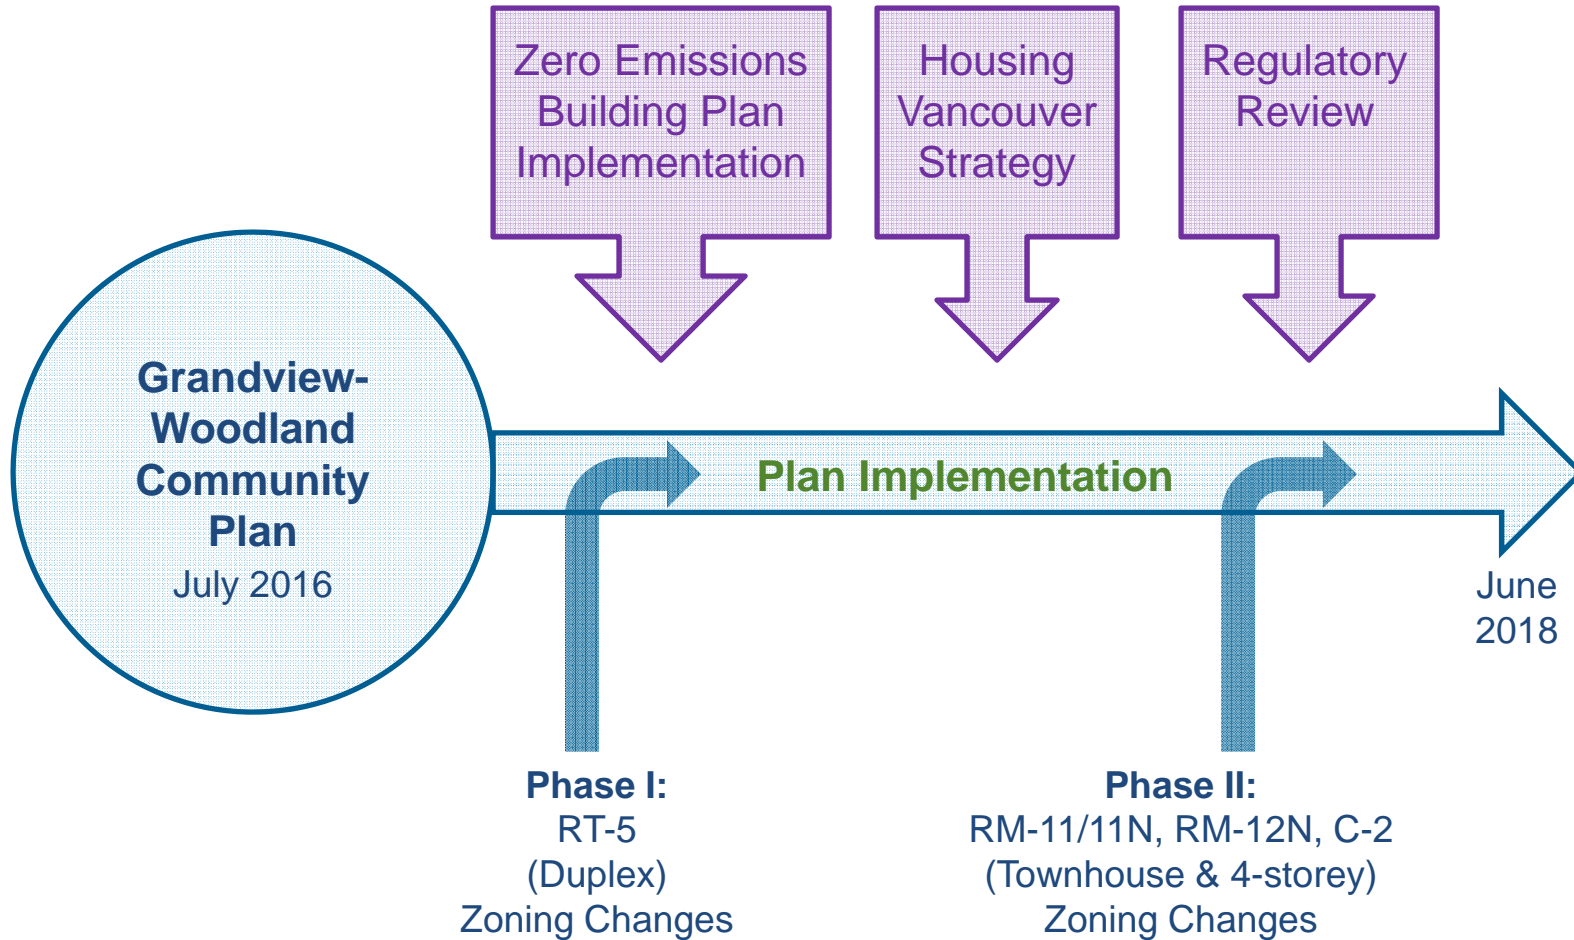 Zero Emissions
Building Plan
Implementation
Housing
Vancouver
Strategy
Regulatory
Review
Grandview-
Woodland
Community
Plan
July 2016
Plan Implementation
June
2018
Phase I:
RT-5
(Duplex)
Zoning Changes
Phase II:
RM-11/11N, RM-12N, C-2
(Townhouse & 4-storey)
Zoning Changes